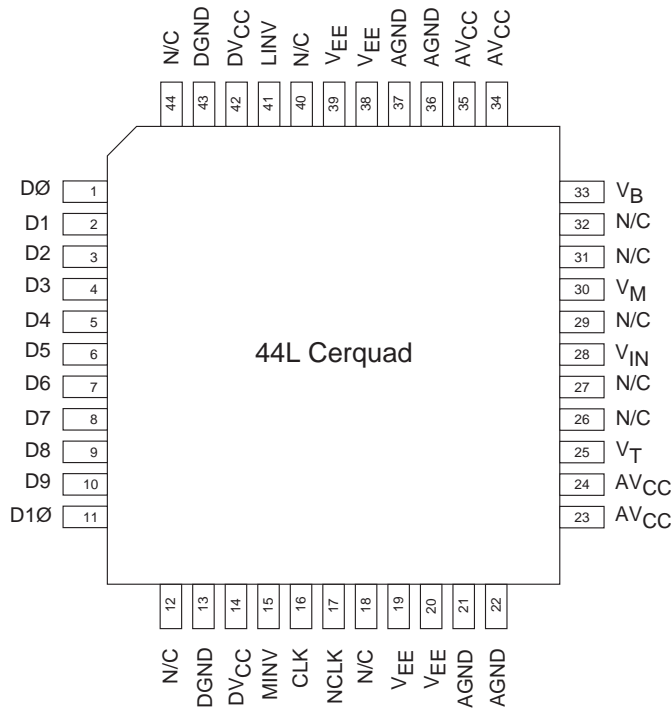 N/C DGND DVCC LINV N/C VEE VEE AGND AGND AVCC AVCC
44 43 42 41 40 39 38 37 36 35 34
DØ 1 33 VB
D1 2 32 N/C
D2 3 31 N/C
D3 4 30 VM
D4 5 29 N/C
44L Cerquad
D5 6 28 VIN
D6 7 27 N/C
D7 8 26 N/C
D8 9 25 VT
D9 10 24 AVCC
D1Ø 11 23 AVCC
12 13 14 15 16 17 18 19 20 21 22
N/C DGND DVCC MINV CLK NCLK N/C VEE VEE AGND AGND